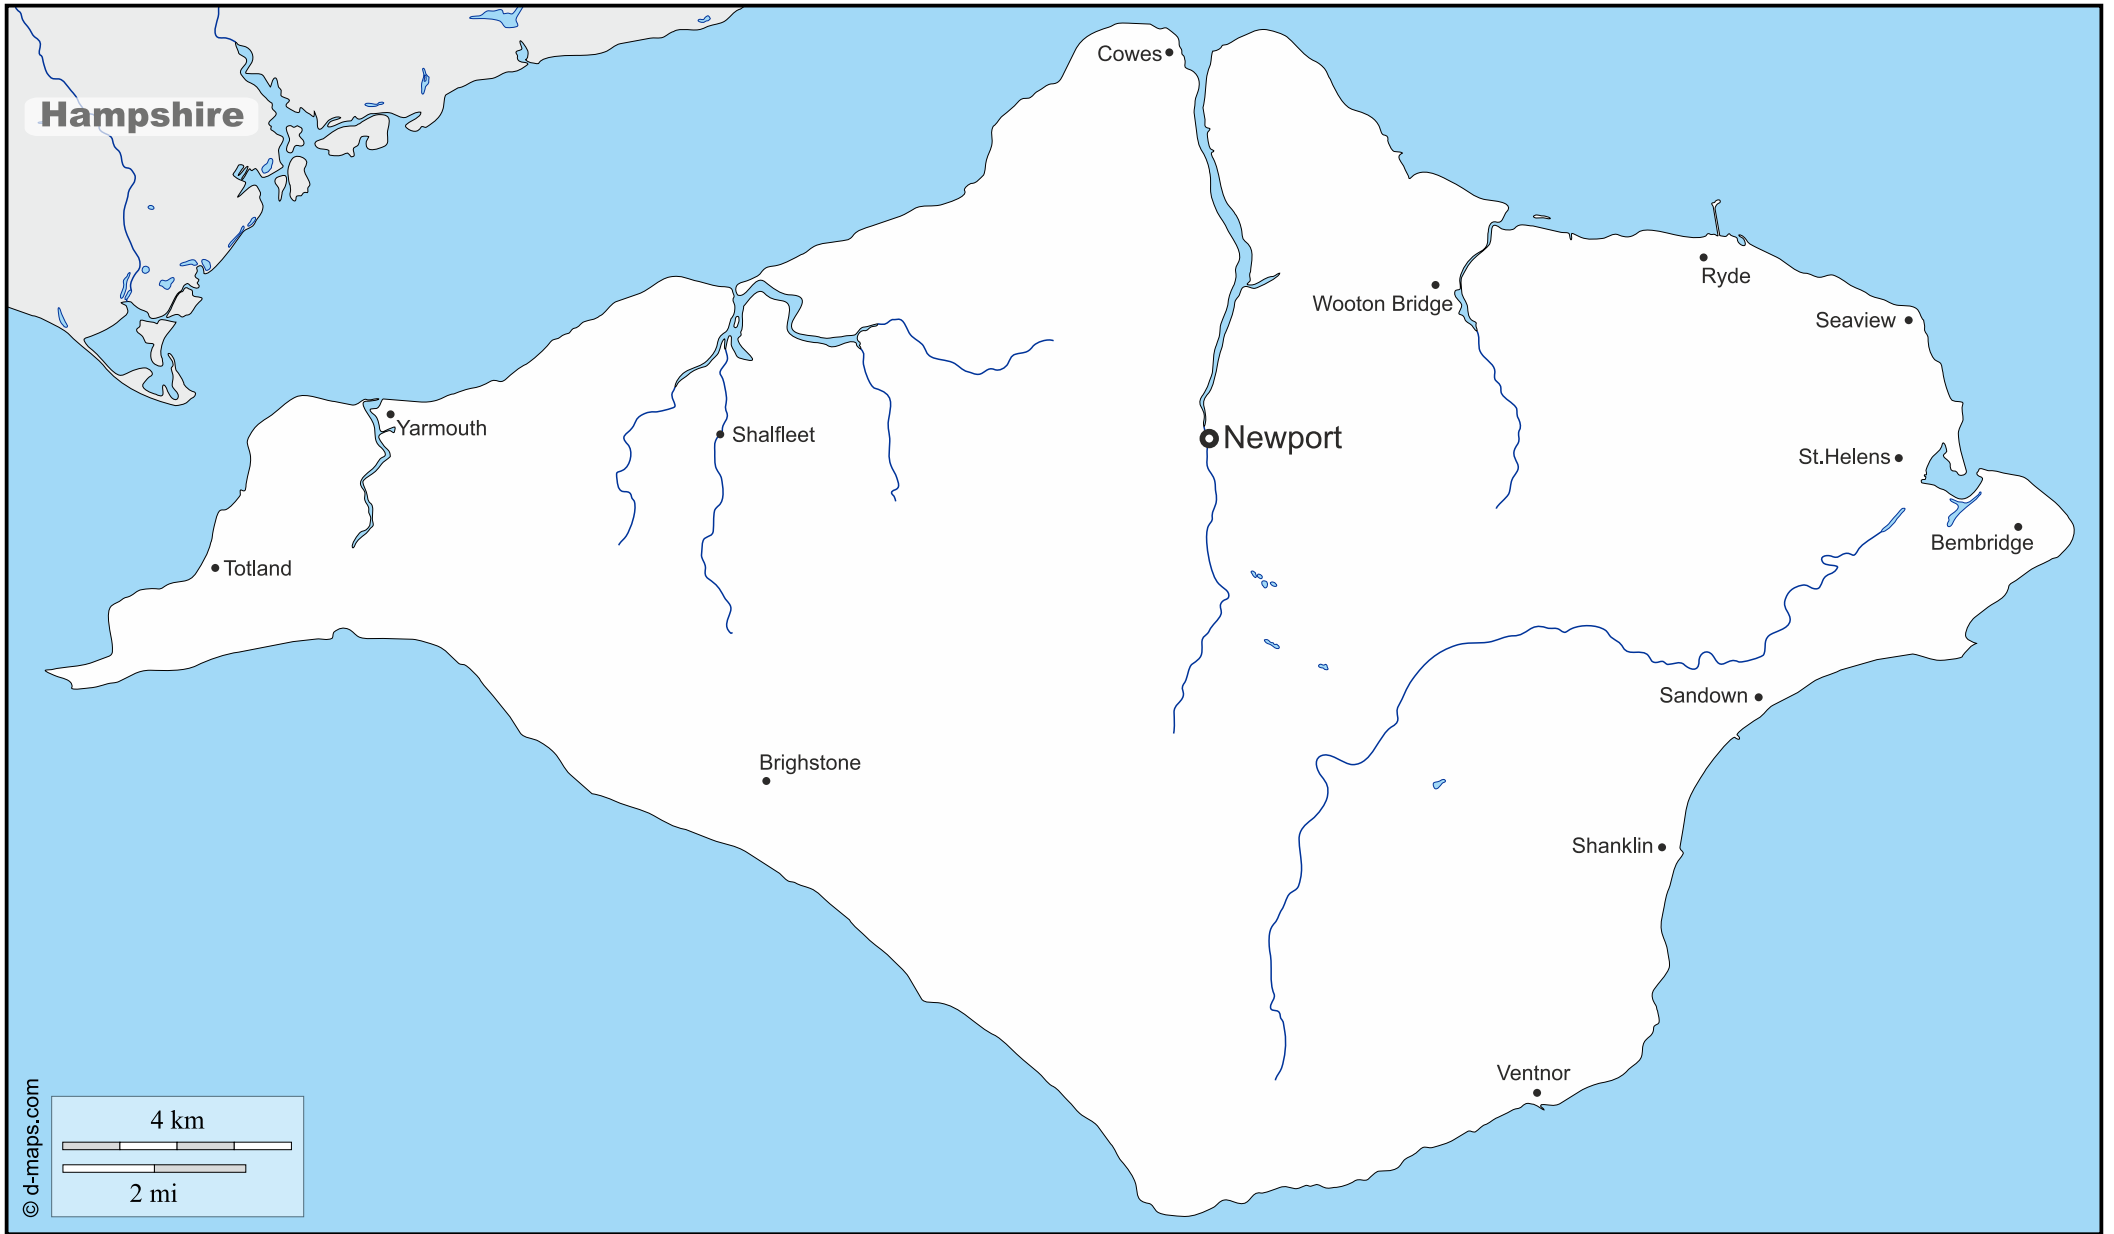 Cowes
Hampshire
Ryde
Wooton Bridge
Seaview
Yarmouth
Shalfleet
Newport
St.Helens
Bembridge
Totland
Sandown
Brighstone
Shanklin
Ventnor
4 km
2 mi
© d-maps.com